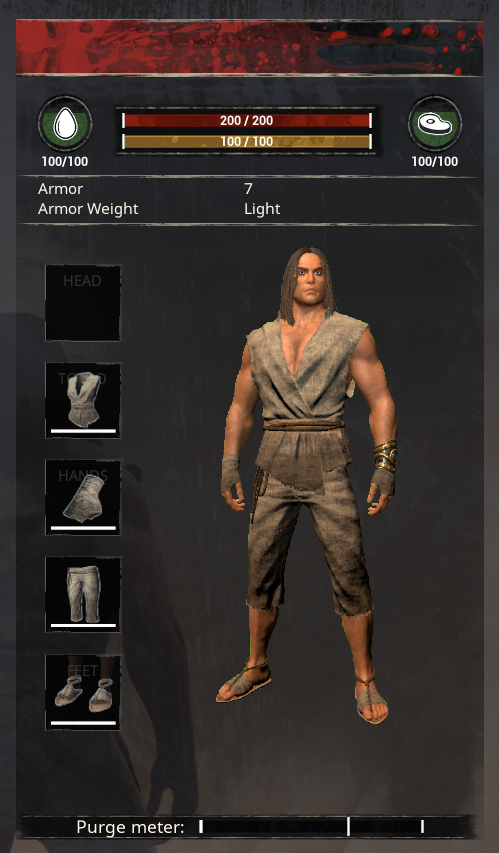 200 / 200
100 / 100
100/100
100/100
Armor 7
Armor Weight Light
HEAD
HANDS
FEET
Purge meter: